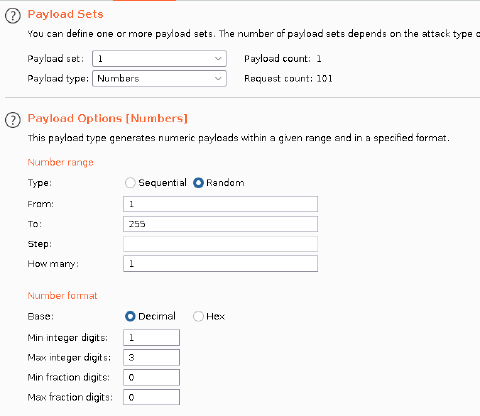 ? Payload Sets
You can define one or more payload sets. The number of payload sets depends on the attack type
Payload set: 1 Payload count: 1
Payload type: Numbers Request count: 101
? Payload Options [Numbers]
This payload type generates numeric payloads within a given range and in a specified format.
Number range
Type: Sequential Random
From: 1
To: 255
Step:
How many: 1
Number format
Base: Decimal Hex
Min integer digits: 1
Max integer digits: 3
Min fraction digits: 0
Max fraction digits: 0